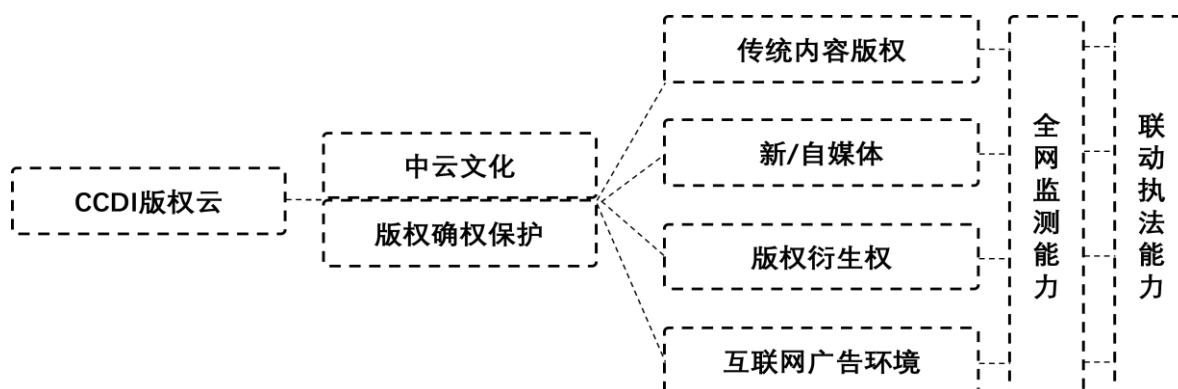 CCDI版权云
中云文化
版权确权保护
传统内容版权
新/自媒体
版权衍生权
互联网广告环境
全网监测能力
联动执法能力